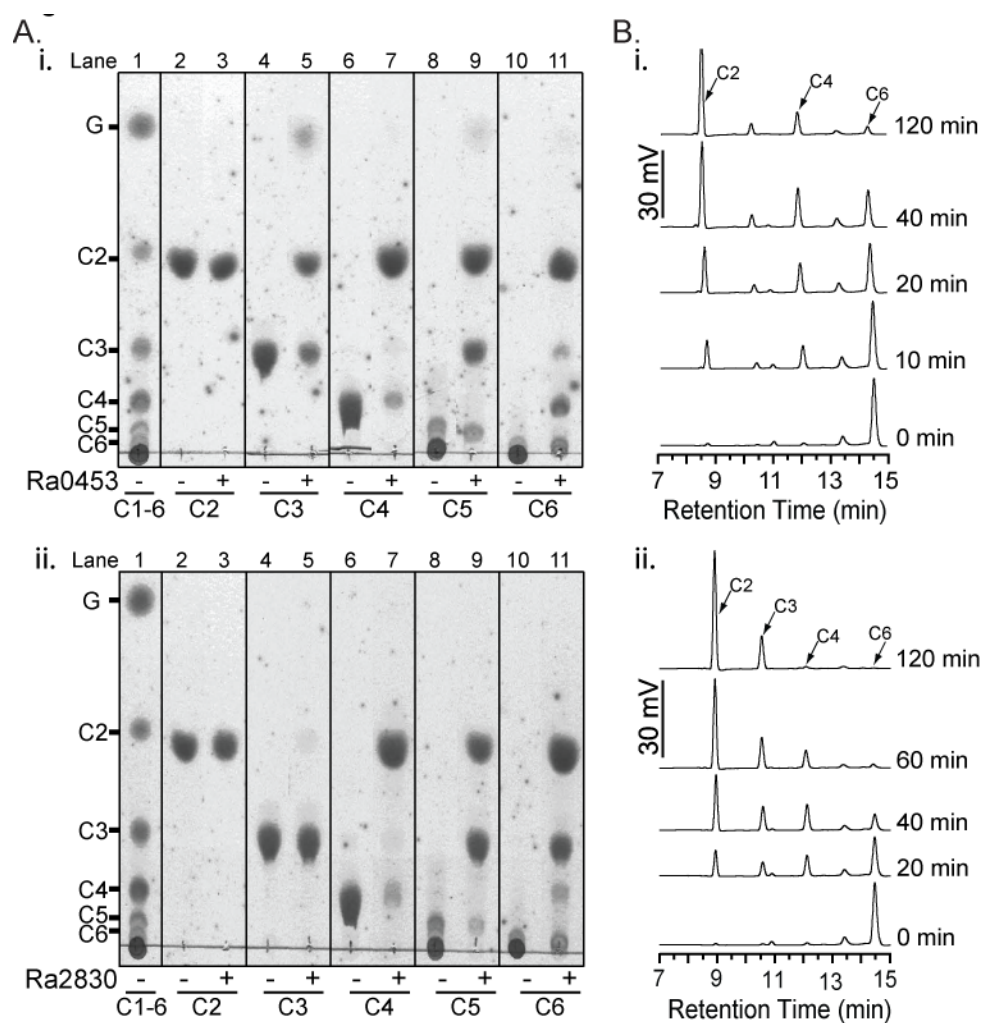 A.
i. Lane 1 2 3 4 5 6 7 8 9 10 11
G
C2
C3
C4
C5
C6
Ra0453 - - + - + - + - + - +
C1-6 C2 C3 C4 C5 C6
ii. Lane 1 2 3 4 5 6 7 8 9 10 11
G
C2
C3
C4
C5
C6
Ra2830 - - + - + - + - + - +
C1-6 C2 C3 C4 C5 C6
B.
i.
C2
C4
C6
120 min
30 mV
40 min
20 min
10 min
0 min
7 9 11 13 15
Retention Time (min)
ii.
C2
C3
C4
C6
120 min
30 mV
60 min
40 min
20 min
0 min
7 9 11 13 15
Retention Time (min)